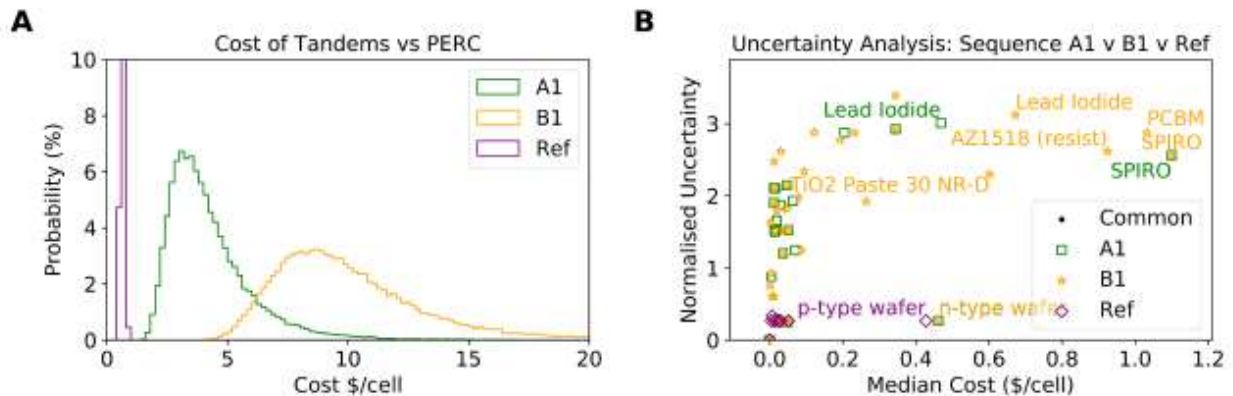 A
Cost of Tandems vs PERC
Probability (%)
10
8
6
4
2
0
A1
B1
Ref
0
5
10
15
20
Cost $/cell
B
Uncertainty Analysis: Sequence A1 v B1 v Ref
Normalised Uncertainty
3
2
1
0
Lead Iodide
Lead Iodide
PCBM
AZ1518 (resist)
SPIRO
SPIRO
TiO2 Paste 30 NR-D
Common
A1
B1
Ref
p-type wafer
n-type wafer
0.0
0.2
0.4
0.6
0.8
1.0
1.2
Median Cost ($/cell)